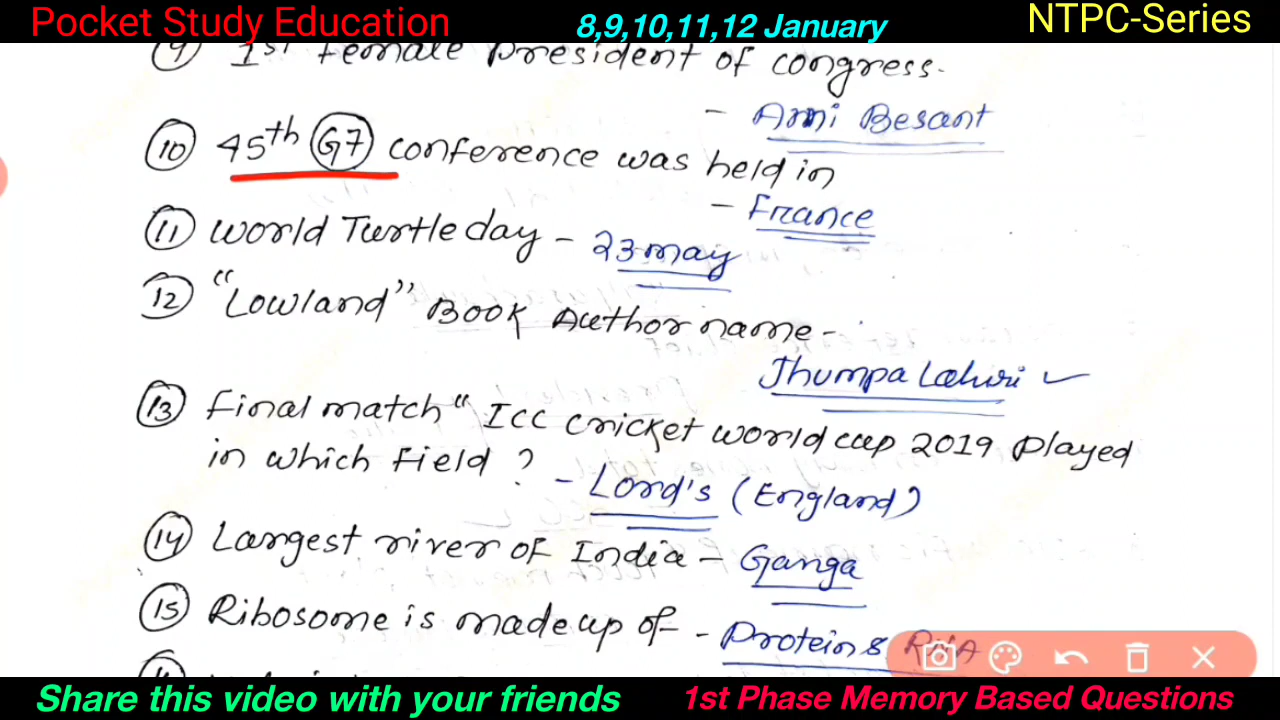 Pocket Study Education
8,9,10,11,12 January
NTPC-Series
9 1st Female President of congress.
- Anni Besant
10 45th G7 conference was held in
- France
11 World Turtle day - 23 may
12 "Lowland" Book Author name -
Jhumpa Lahiri ✓
13 Final match " ICC cricket world cup 2019 played
in which Field ?
- Lord's (England)
14 Largest river of India - Ganga
15 Ribosome is made up of - Protein & RNA
Share this video with your friends
1st Phase Memory Based Questions